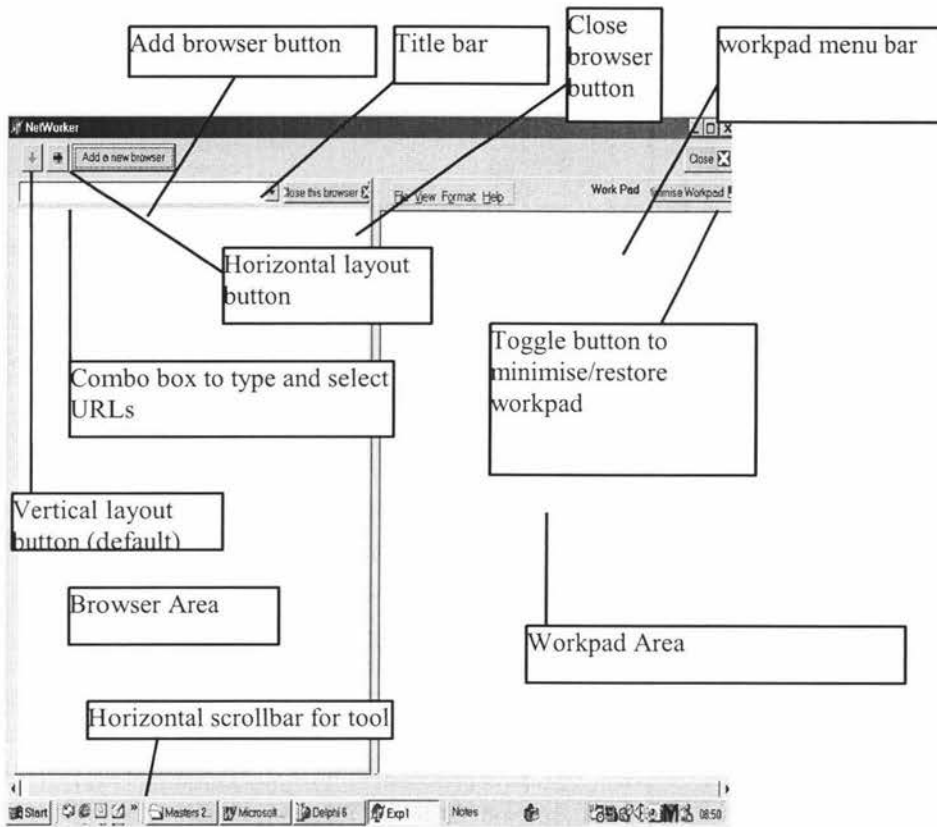 Add browser button
Title bar
Close
browser
button
workpad menu bar
NetWorker
Add a new browser
Close
Close this browser
File View Format Help
Work Pad
Workpad
Horizontal layout
button
Toggle button to
minimise/restore
workpad
Combo box to type and select
URLs
Vertical layout
button (default)
Browser Area
Workpad Area
Horizontal scrollbar for tool
Start
»
Masters 2...
Microsoft...
Delphi 6
Exp1
Notes
08:50